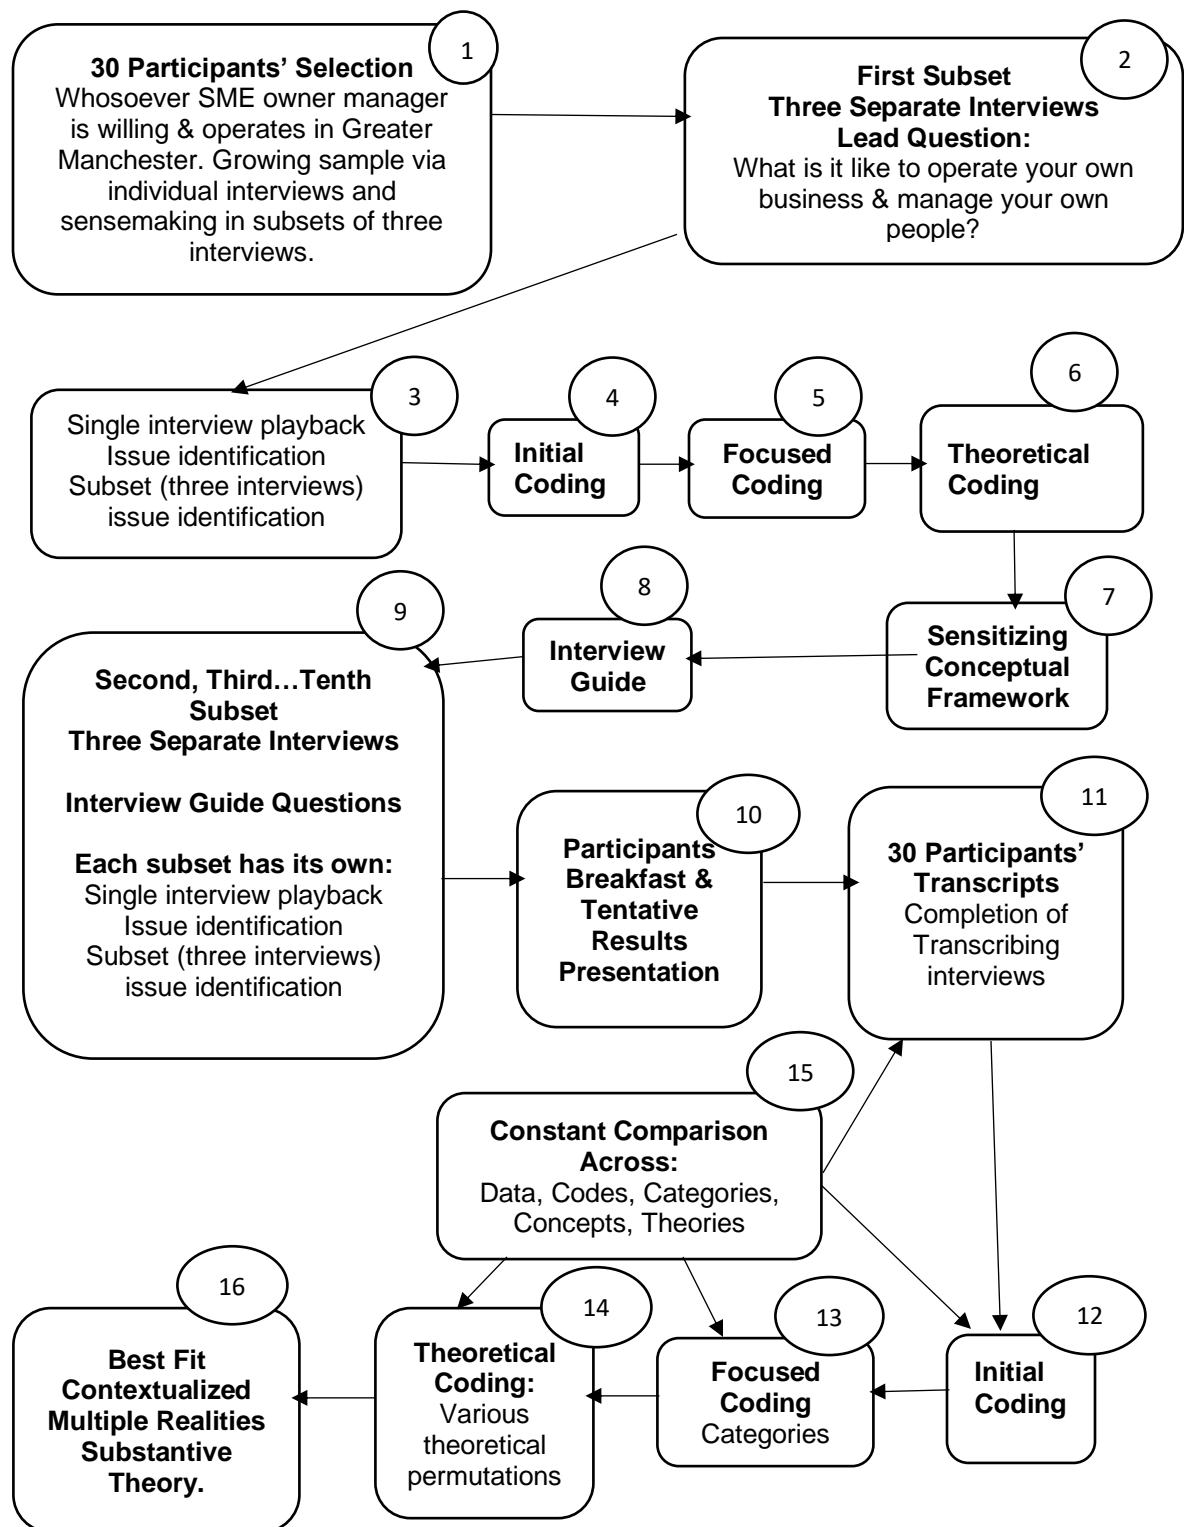 1
30 Participants’ Selection
Whosoever SME owner manager
is willing & operates in Greater
Manchester. Growing sample via
individual interviews and
sensemaking in subsets of three
interviews.
2
First Subset
Three Separate Interviews
Lead Question:
What is it like to operate your own
business & manage your own
people?
3
Single interview playback
Issue identification
Subset (three interviews)
issue identification
4
Initial
Coding
5
Focused
Coding
6
Theoretical
Coding
7
Sensitizing
Conceptual
Framework
8
Interview
Guide
9
Second, Third…Tenth
Subset
Three Separate Interviews
Interview Guide Questions
Each subset has its own:
Single interview playback
Issue identification
Subset (three interviews)
issue identification
10
Participants
Breakfast &
Tentative
Results
Presentation
11
30 Participants’
Transcripts
Completion of
Transcribing
interviews
15
Constant Comparison
Across:
Data, Codes, Categories,
Concepts, Theories
12
Initial
Coding
13
Focused
Coding
Categories
14
Theoretical
Coding:
Various
theoretical
permutations
16
Best Fit
Contextualized
Multiple Realities
Substantive
Theory.